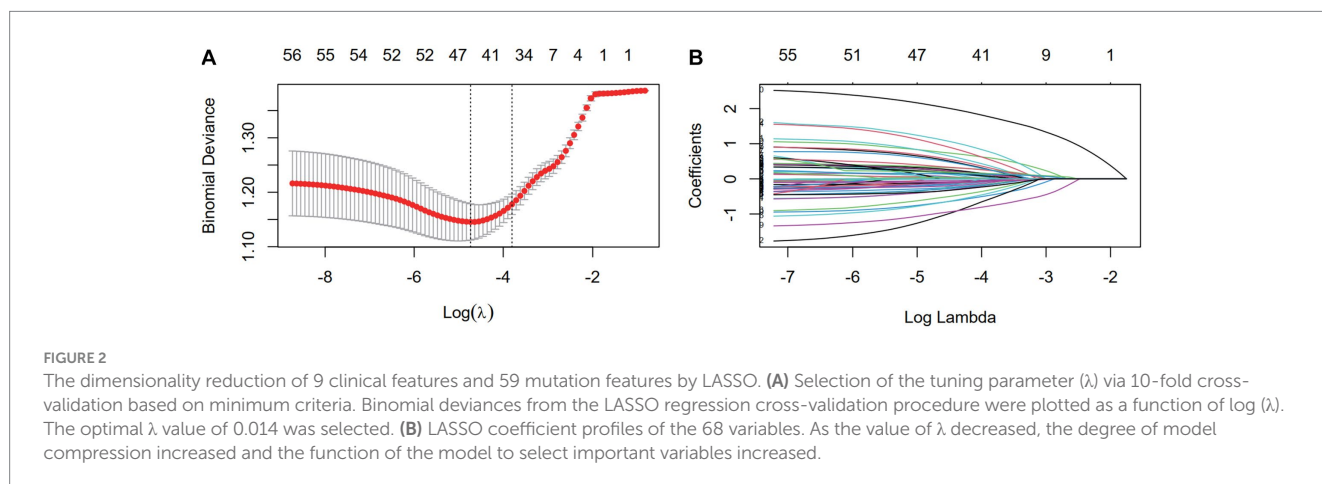 A
56 55 54 52 52 47 41 34 7 4 1 1
Binomial Deviance
1.30
1.20
1.10
-8 -6 -4 -2
Log(λ)
B
55 51 47 41 9 1
Coefficients
2
1
0
-1
-7 -6 -5 -4 -3 -2
Log Lambda
FIGURE 2
The dimensionality reduction of 9 clinical features and 59 mutation features by LASSO. (A) Selection of the tuning parameter (λ) via 10-fold cross-
validation based on minimum criteria. Binomial deviances from the LASSO regression cross-validation procedure were plotted as a function of log (λ).
The optimal λ value of 0.014 was selected. (B) LASSO coefficient profiles of the 68 variables. As the value of λ decreased, the degree of model
compression increased and the function of the model to select important variables increased.